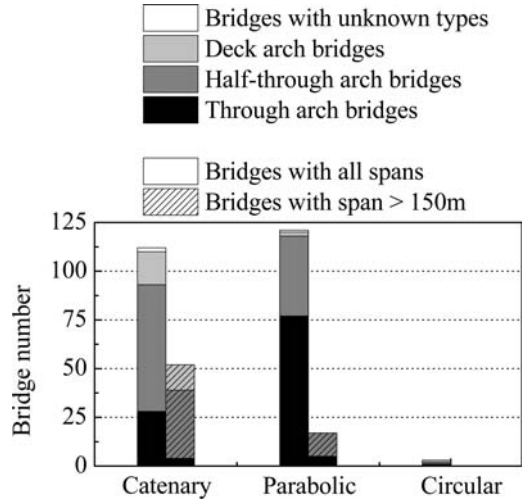 Bridges with unknown types
Deck arch bridges
Half-through arch bridges
Through arch bridges
Bridges with all spans
Bridges with span > 150m
Bridge number
125
100
75
50
25
0
Catenary
Parabolic
Circular